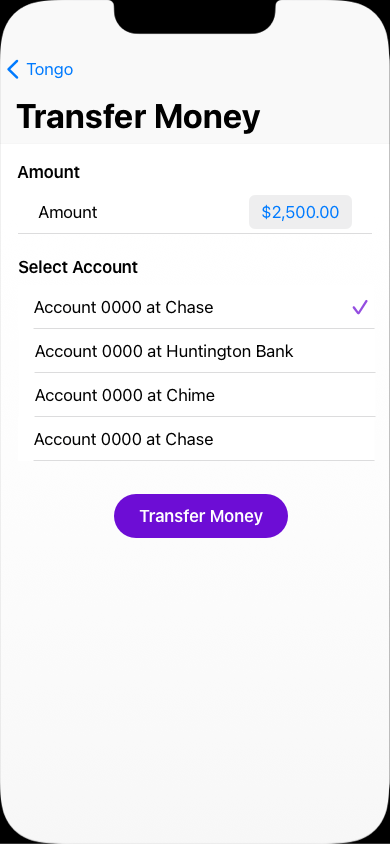 Tongo
Transfer Money
Amount
Amount $2,500.00
Select Account
Account 0000 at Chase
Account 0000 at Huntington Bank
Account 0000 at Chime
Account 0000 at Chase
Transfer Money